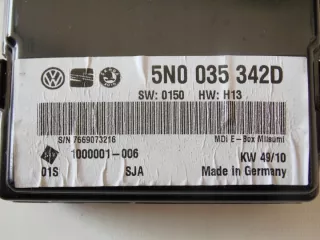 5N0 035 342D
SW: 0150 HW: H13
S/N 7669073216 MDI E-Box Mitsumi
1000001-006 KW 49/10
01S SJA Made in Germany